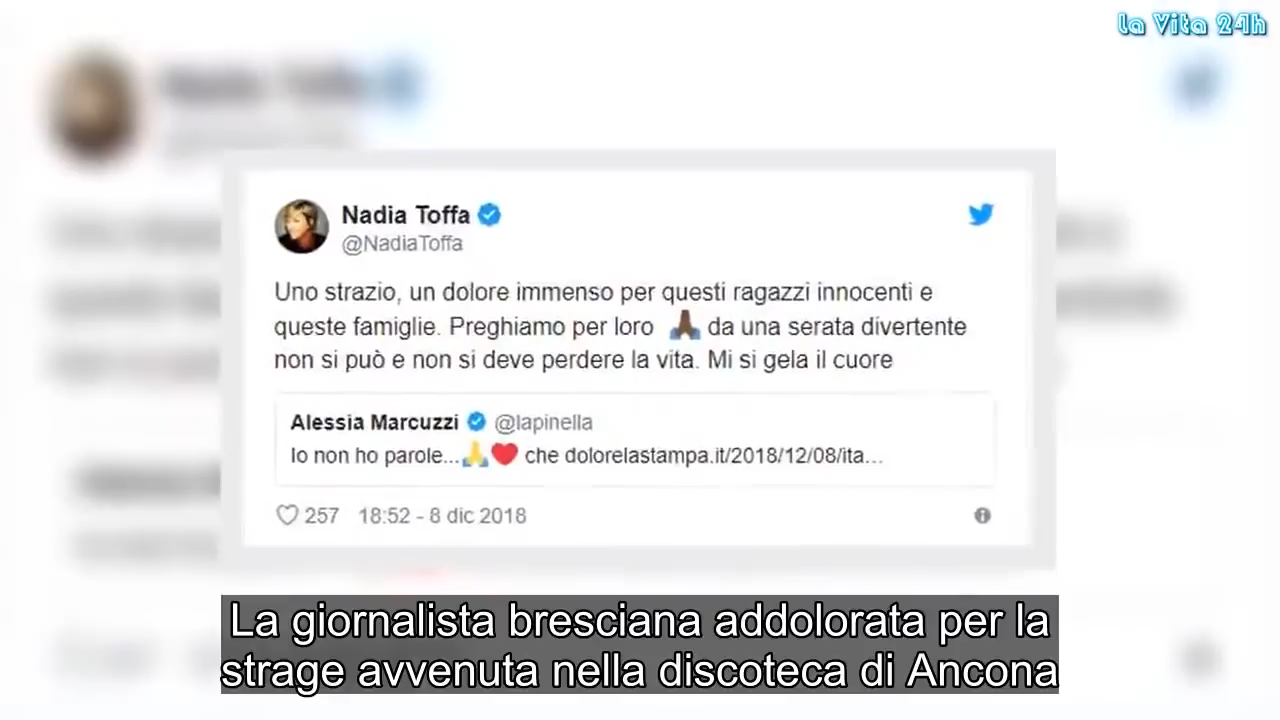 La Vita 24h
Nadia Toffa
@NadiaToffa
Uno strazio, un dolore immenso per questi ragazzi innocenti e
queste famiglie. Preghiamo per loro 🙏🏿 da una serata divertente
non si può e non si deve perdere la vita. Mi si gela il cuore
Alessia Marcuzzi @lapinella
Io non ho parole...🙏❤️ che dolorelastampa.it/2018/12/08/ita...
257 18:52 - 8 dic 2018
La giornalista bresciana addolorata per la
strage avvenuta nella discoteca di Ancona